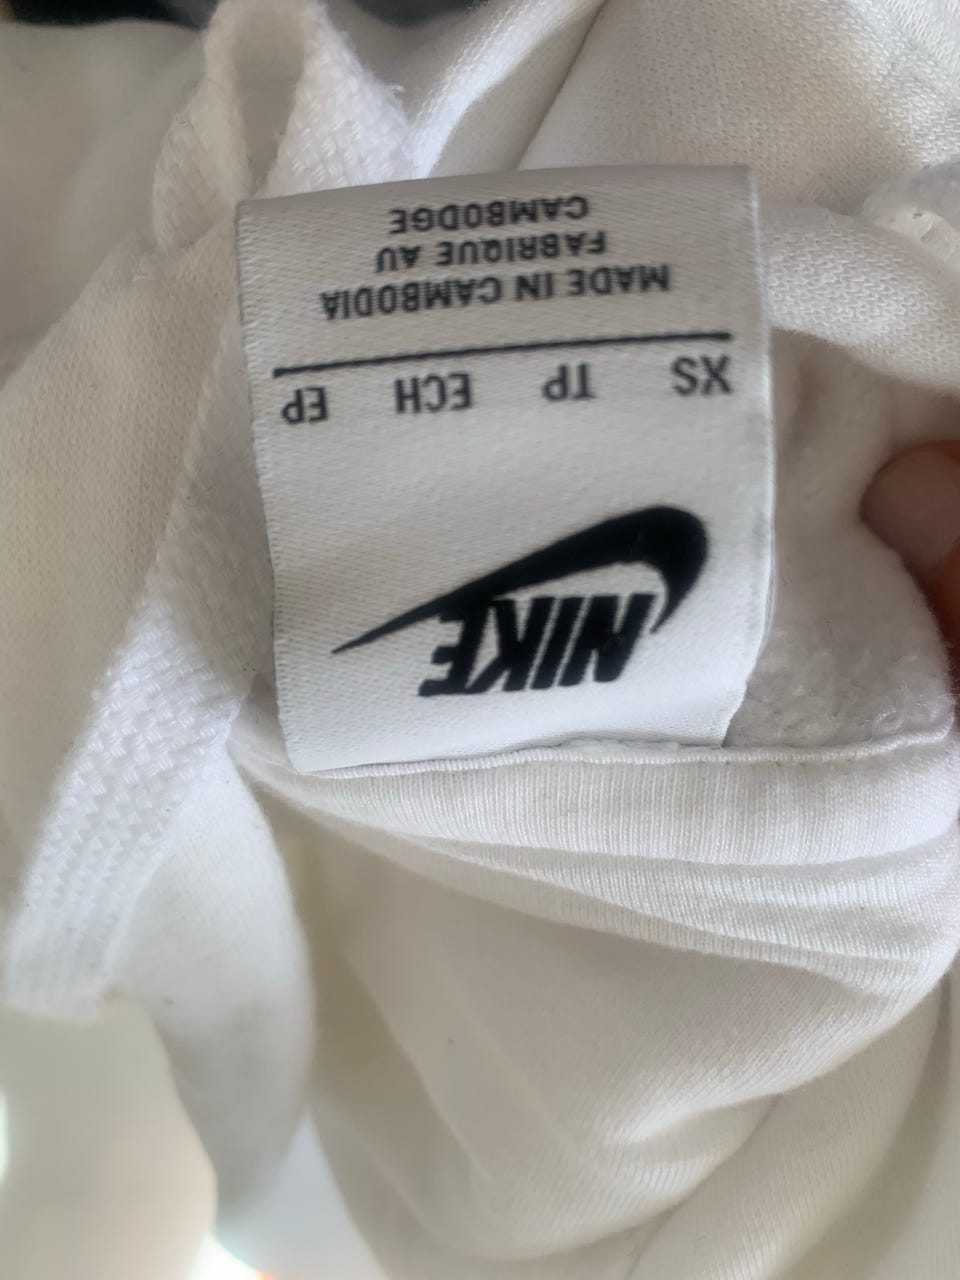 NIKE
XS TP ECH EP
MADE IN CAMBODIA
FABRIQUE AU
CAMBODGE